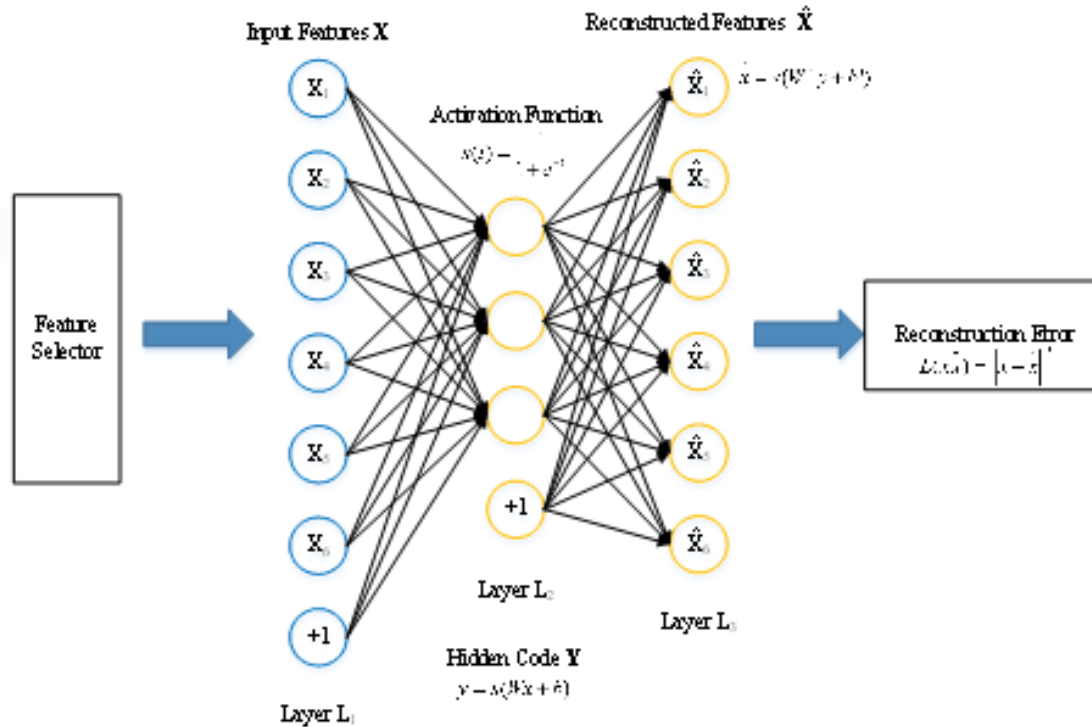 Input Features X
Reconstructed Features X̂
X₁
X₂
X₃
X₄
X₅
X₆
+1
Layer L₁
Feature
Selector
Activation Function
+1
Layer L₂
Hidden Code Y
y = s(Wx + b)
X̂₁
X̂₂
X̂₃
X̂₄
X̂₅
X̂₆
Layer L₃
Reconstruction Error